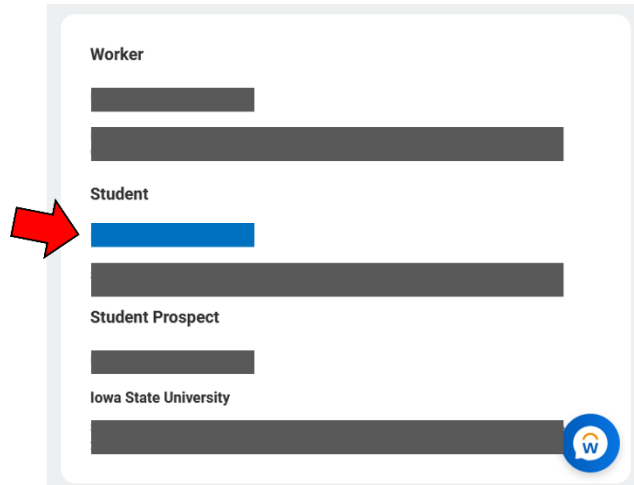 Worker
Student
Student Prospect
Iowa State University
w